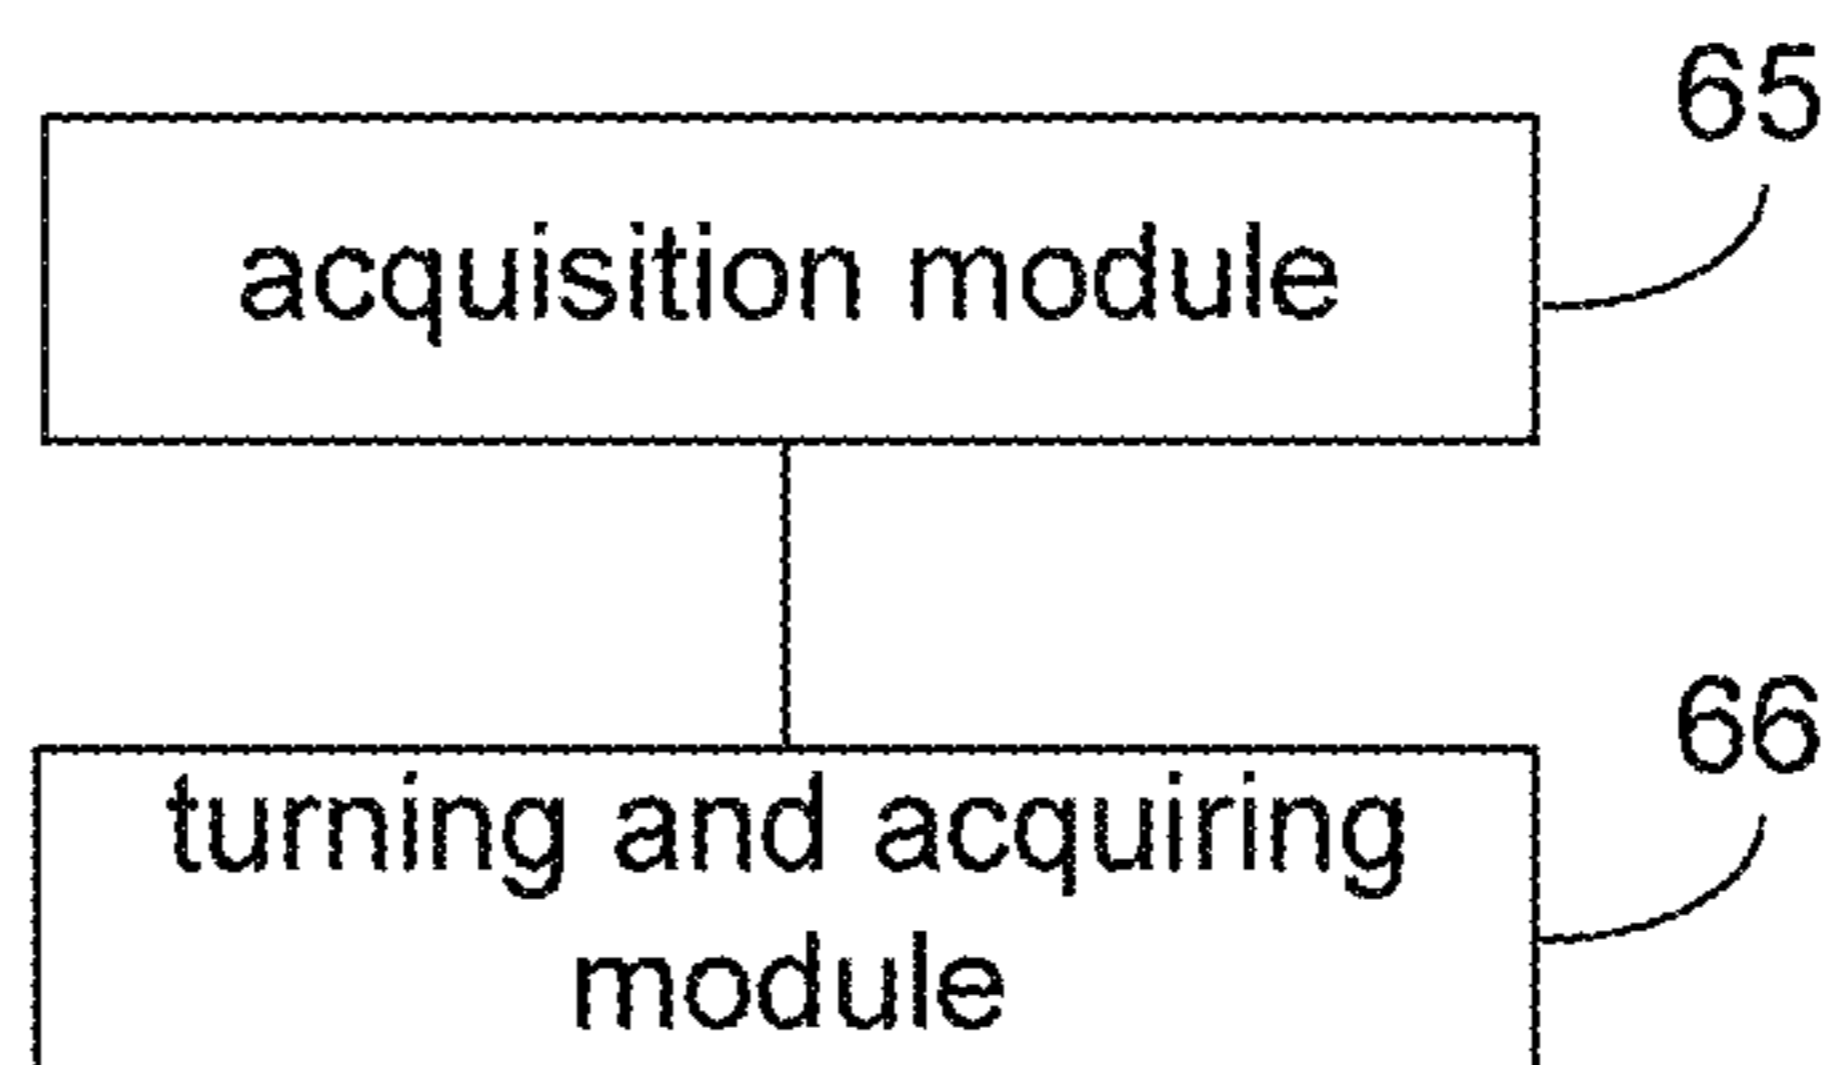 65
acquisition module
66
turning and acquiring
module